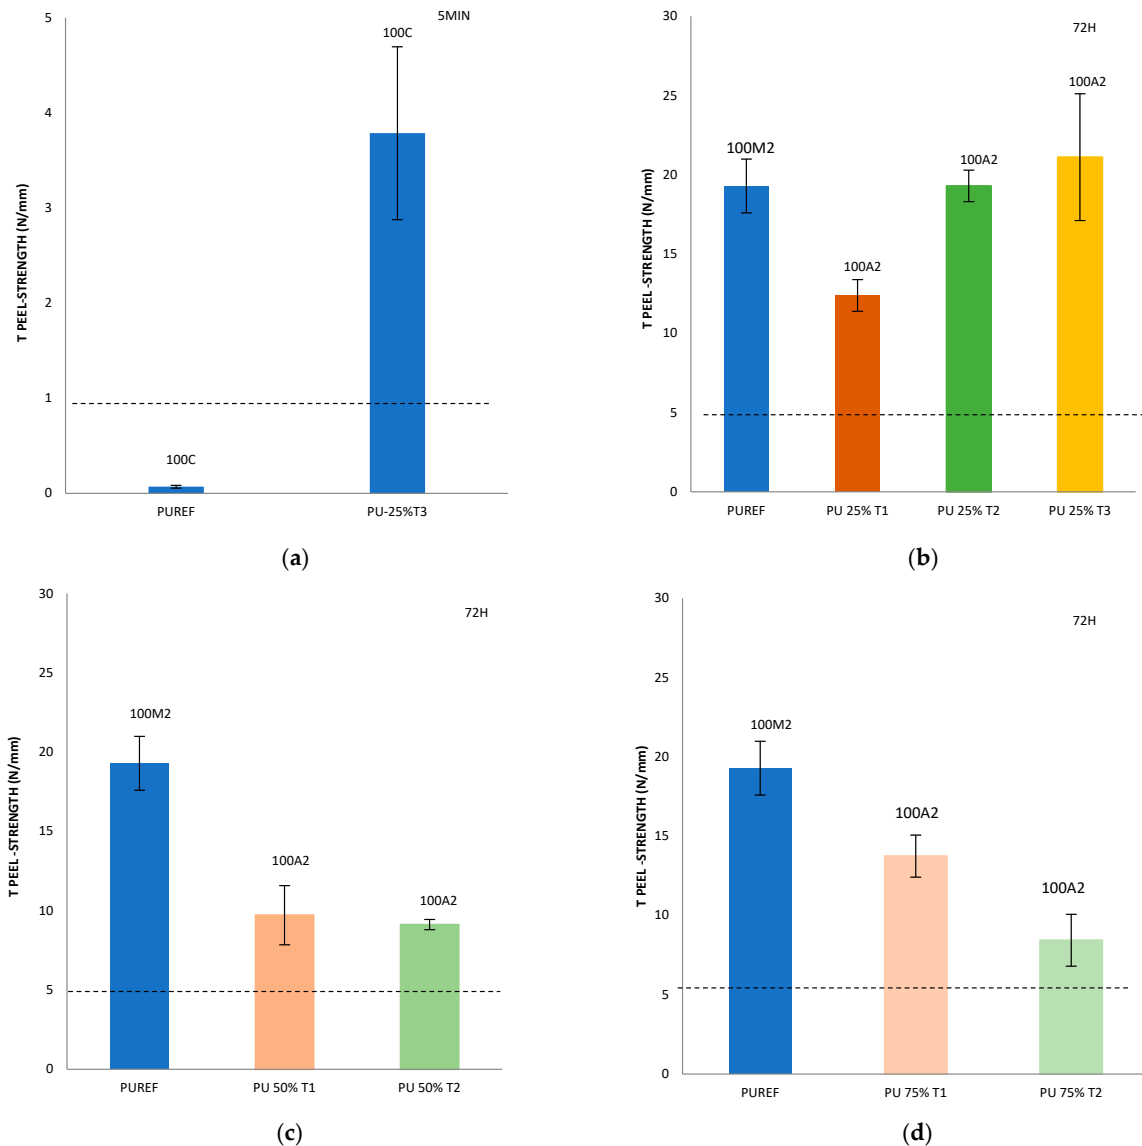 5MIN
T PEEL-STRENGTH (N/mm)
5
4
3
2
1
0
100C
100C
PUREF
PU-25%T3
(a)
72H
T PEEL -STRENGTH (N/mm)
30
25
20
15
10
5
0
100M2
100A2
100A2
100A2
PUREF
PU 25% T1
PU 25% T2
PU 25% T3
(b)
72H
T PEEL -STRENGTH (N/mm)
30
25
20
15
10
5
0
100M2
100A2
100A2
PUREF
PU 50% T1
PU 50% T2
(c)
72H
T PEEL -STRENGTH (N/mm)
30
25
20
15
10
5
0
100M2
100A2
100A2
PUREF
PU 75% T1
PU 75% T2
(d)